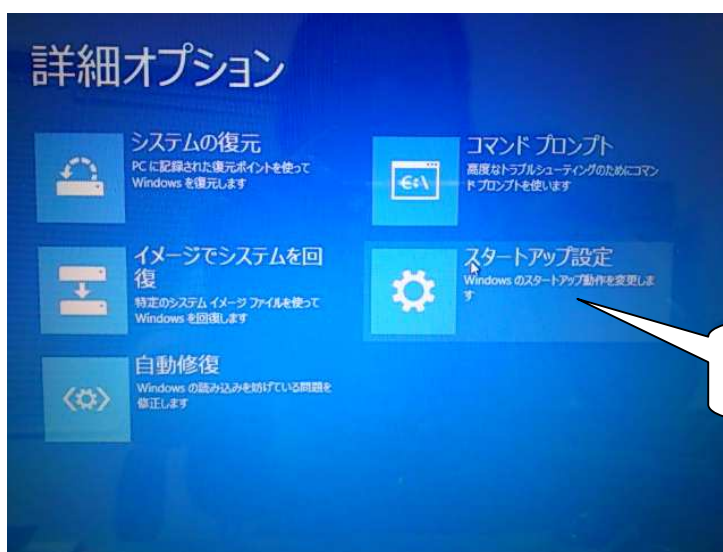 詳細オプション
システムの復元
PC に記録された復元ポイントを使って
Windows を復元します
イメージでシステムを回
復
特定のシステム イメージ ファイルを使って
Windows を回復します
自動修復
Windows の読み込みを妨げている問題を
修正します
コマンド プロンプト
高度なトラブルシューティングのためにコマン
ド プロンプトを使います
スタートアップ設定
Windows のスタートアップ動作を変更しま
す